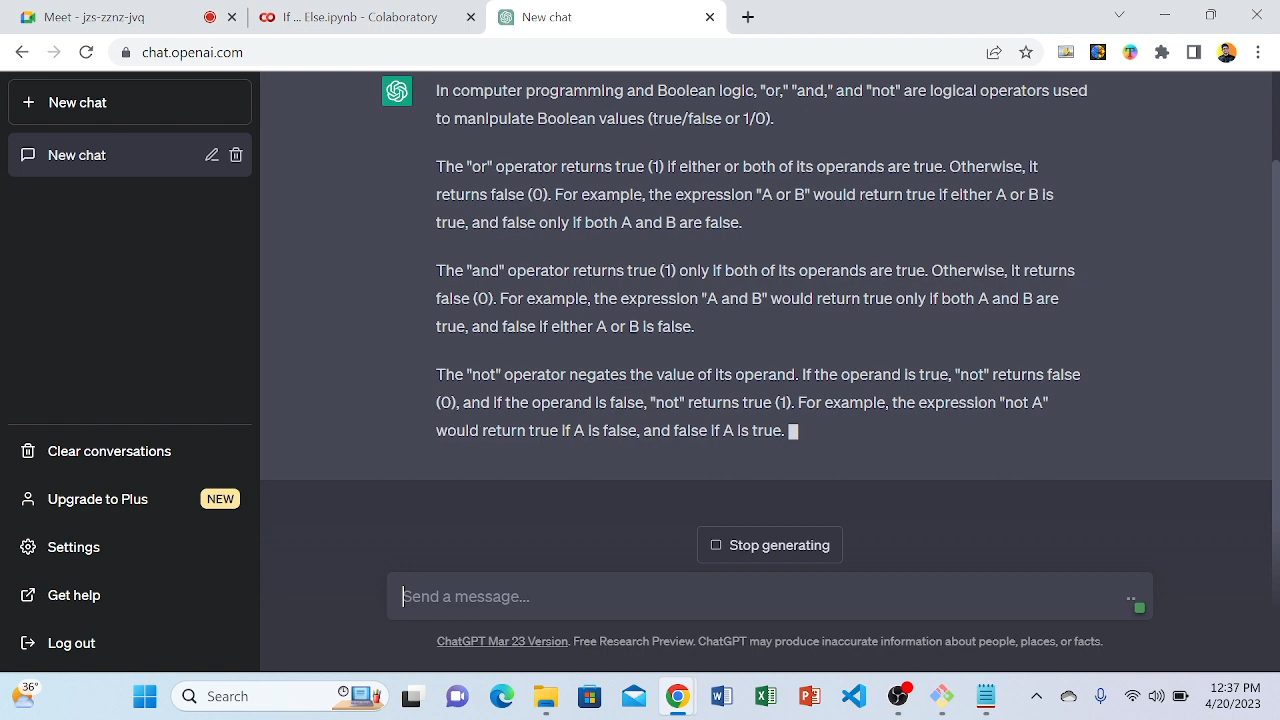 Meet - jzs-zznz-jvq
If ... Else.ipynb - Colaboratory
New chat
chat.openai.com
New chat
New chat
Clear conversations
Upgrade to Plus
NEW
Settings
Get help
Log out
In computer programming and Boolean logic, "or," "and," and "not" are logical operators used
to manipulate Boolean values (true/false or 1/0).
The "or" operator returns true (1) if either or both of its operands are true. Otherwise, it
returns false (0). For example, the expression "A or B" would return true if either A or B is
true, and false only if both A and B are false.
The "and" operator returns true (1) only if both of its operands are true. Otherwise, it returns
false (0). For example, the expression "A and B" would return true only if both A and B are
true, and false if either A or B is false.
The "not" operator negates the value of its operand. If the operand is true, "not" returns false
(0), and if the operand is false, "not" returns true (1). For example, the expression "not A"
would return true if A is false, and false if A is true.
Stop generating
Send a message...
ChatGPT Mar 23 Version. Free Research Preview. ChatGPT may produce inaccurate information about people, places, or facts.
36°
Search
12:37 PM
4/20/2023